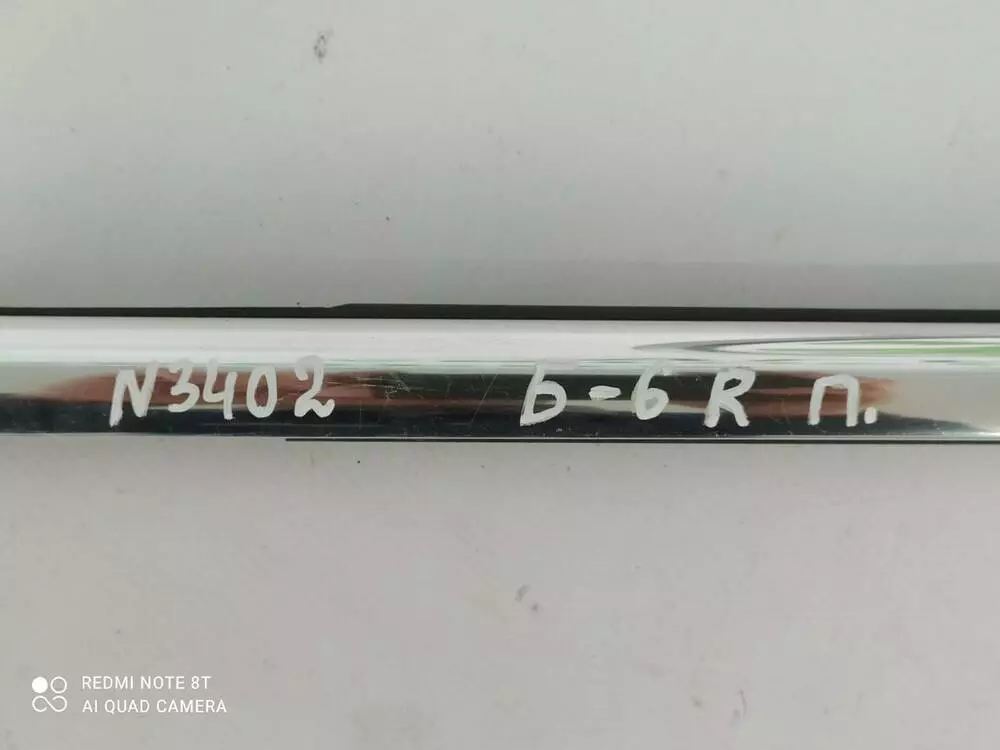 N3402 Б-6 R П.
REDMI NOTE 8T
AI QUAD CAMERA